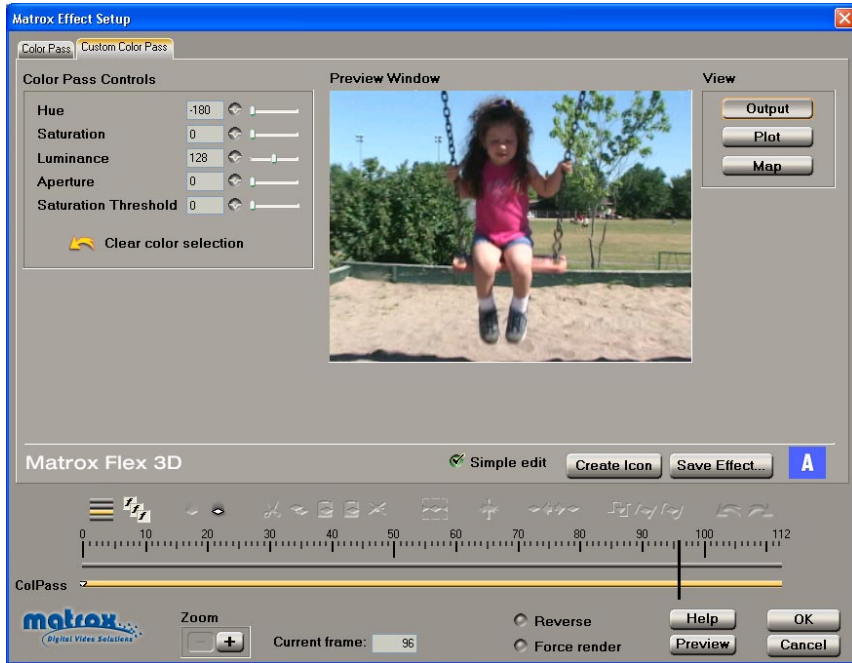 Matrox Effect Setup
Color Pass Custom Color Pass
Color Pass Controls
Hue -180
Saturation 0
Luminance 128
Aperture 0
Saturation Threshold 0
Clear color selection
Preview Window
View
Output
Plot
Map
Matrox Flex 3D
Simple edit
Create Icon
Save Effect...
A
fff
0 10 20 30 40 50 60 70 80 90 100 112
ColPass
matrox
Digital Video Solutions
Zoom
- +
Current frame: 96
Reverse
Force render
Help
Preview
OK
Cancel